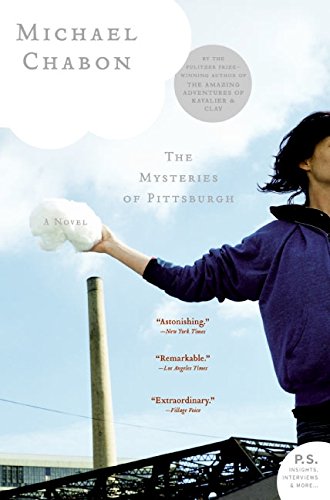 MICHAEL
CHABON
BY THE
PULITZER PRIZE–
WINNING AUTHOR OF
THE AMAZING
ADVENTURES OF
KAVALIER &
CLAY
THE
MYSTERIES
OF PITTSBURGH
A NOVEL
“Astonishing.”
—New York Times
“Remarkable.”
—Los Angeles Times
“Extraordinary.”
—Village Voice
P.S.
INSIGHTS,
INTERVIEWS
& MORE...